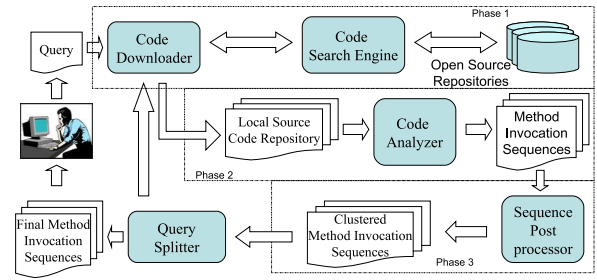 Phase 1
Query
Code
Downloader
Code
Search Engine
Open Source
Repositories
Local Source
Code Repository
Code
Analyzer
Method
Invocation
Sequences
Phase 2
Final Method
Invocation
Sequences
Query
Splitter
Clustered
Method Invocation
Sequences
Sequence
Post
processor
Phase 3